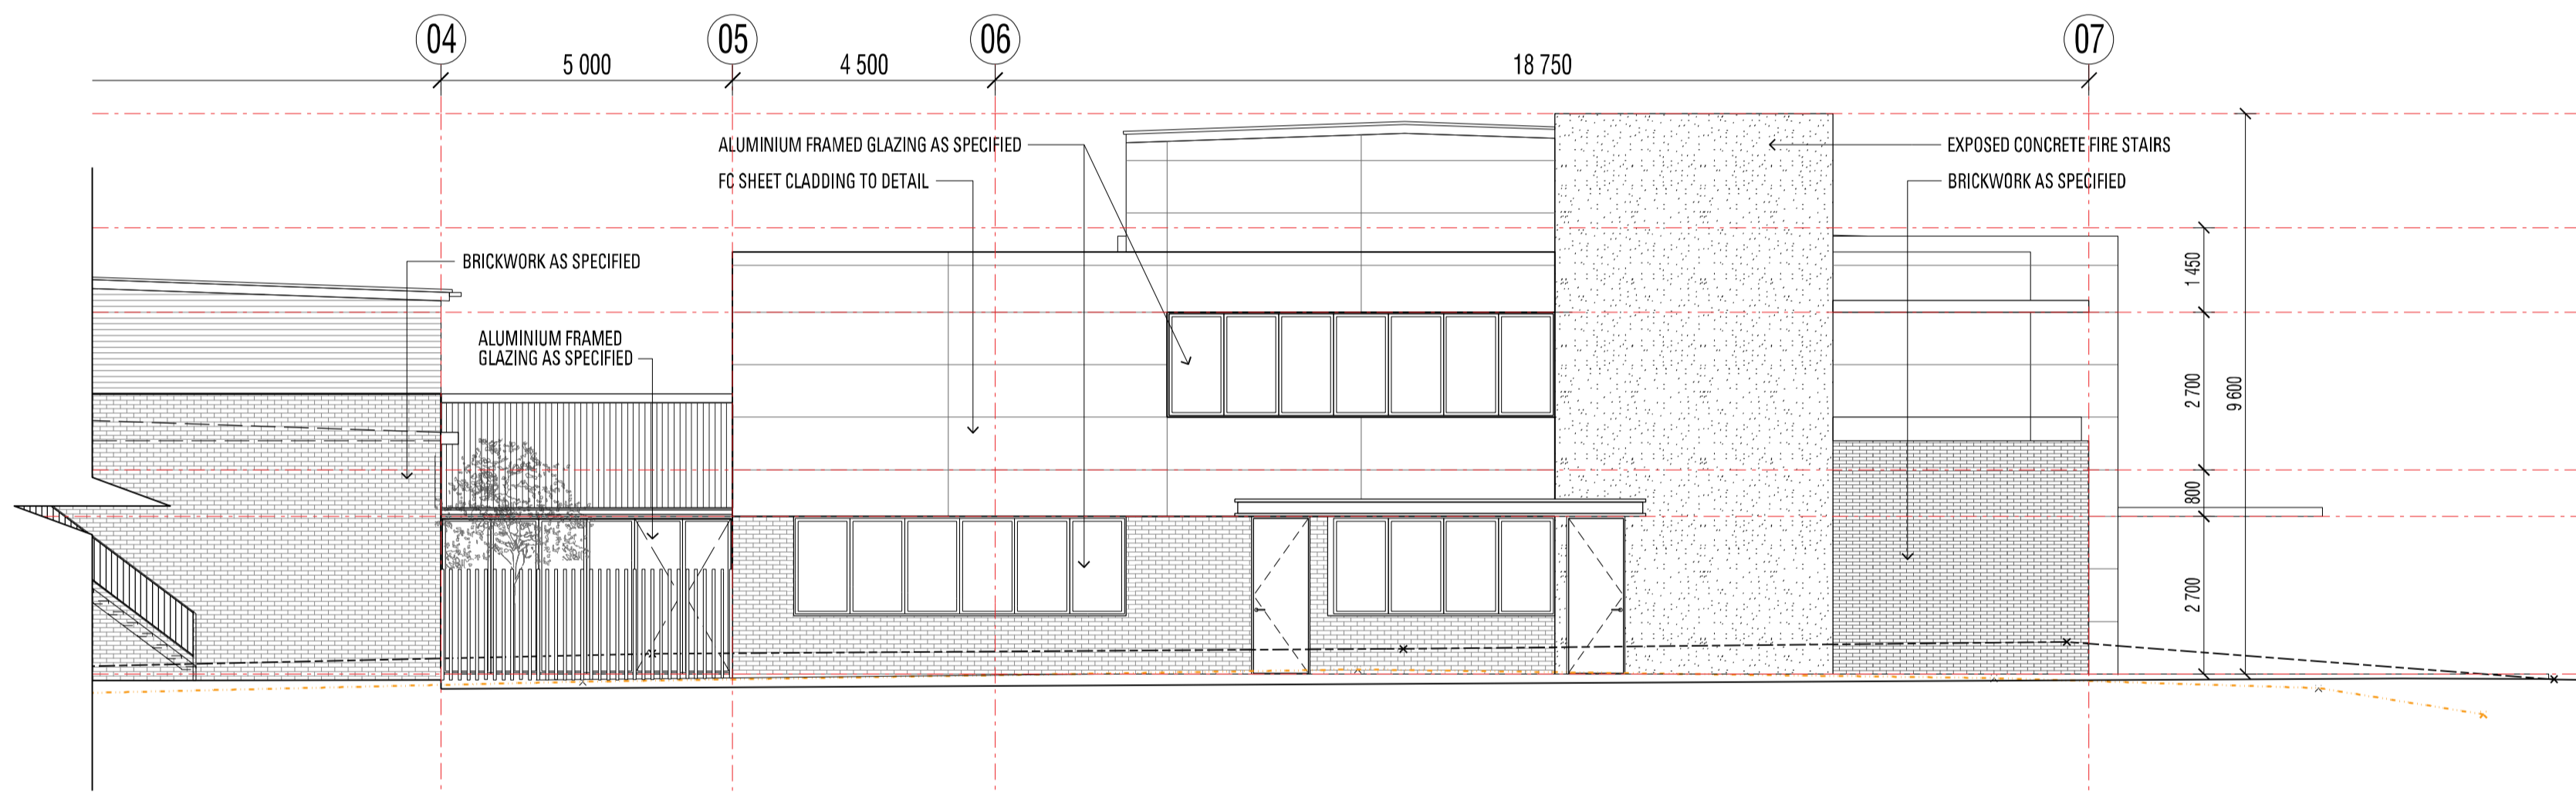 04
05
06
07
5 000
4 500
18 750
ALUMINIUM FRAMED GLAZING AS SPECIFIED
FC SHEET CLADDING TO DETAIL
EXPOSED CONCRETE FIRE STAIRS
BRICKWORK AS SPECIFIED
BRICKWORK AS SPECIFIED
ALUMINIUM FRAMED
GLAZING AS SPECIFIED
1 450
2 700
9 600
800
2 700